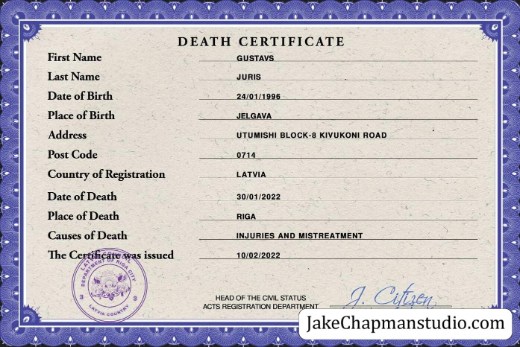 DEATH CERTIFICATE
First Name GUSTAVS
Last Name JURIS
Date of Birth 24/01/1996
Place of Birth JELGAVA
Address UTUMISHI BLOCK-8 KIVUKONI ROAD
Post Code 0714
Country of Registration LATVIA
Date of Death 30/01/2022
Place of Death RIGA
Causes of Death INJURIES AND MISTREATMENT
The Certificate was issued 10/02/2022
DEPARTMENT OF RIGA CITY
LATVIA COUNTRY
HEAD OF THE CIVIL STATUS
ACTS REGISTRATION DEPARTMENT J. Citizen
JakeChapmanstudio.com